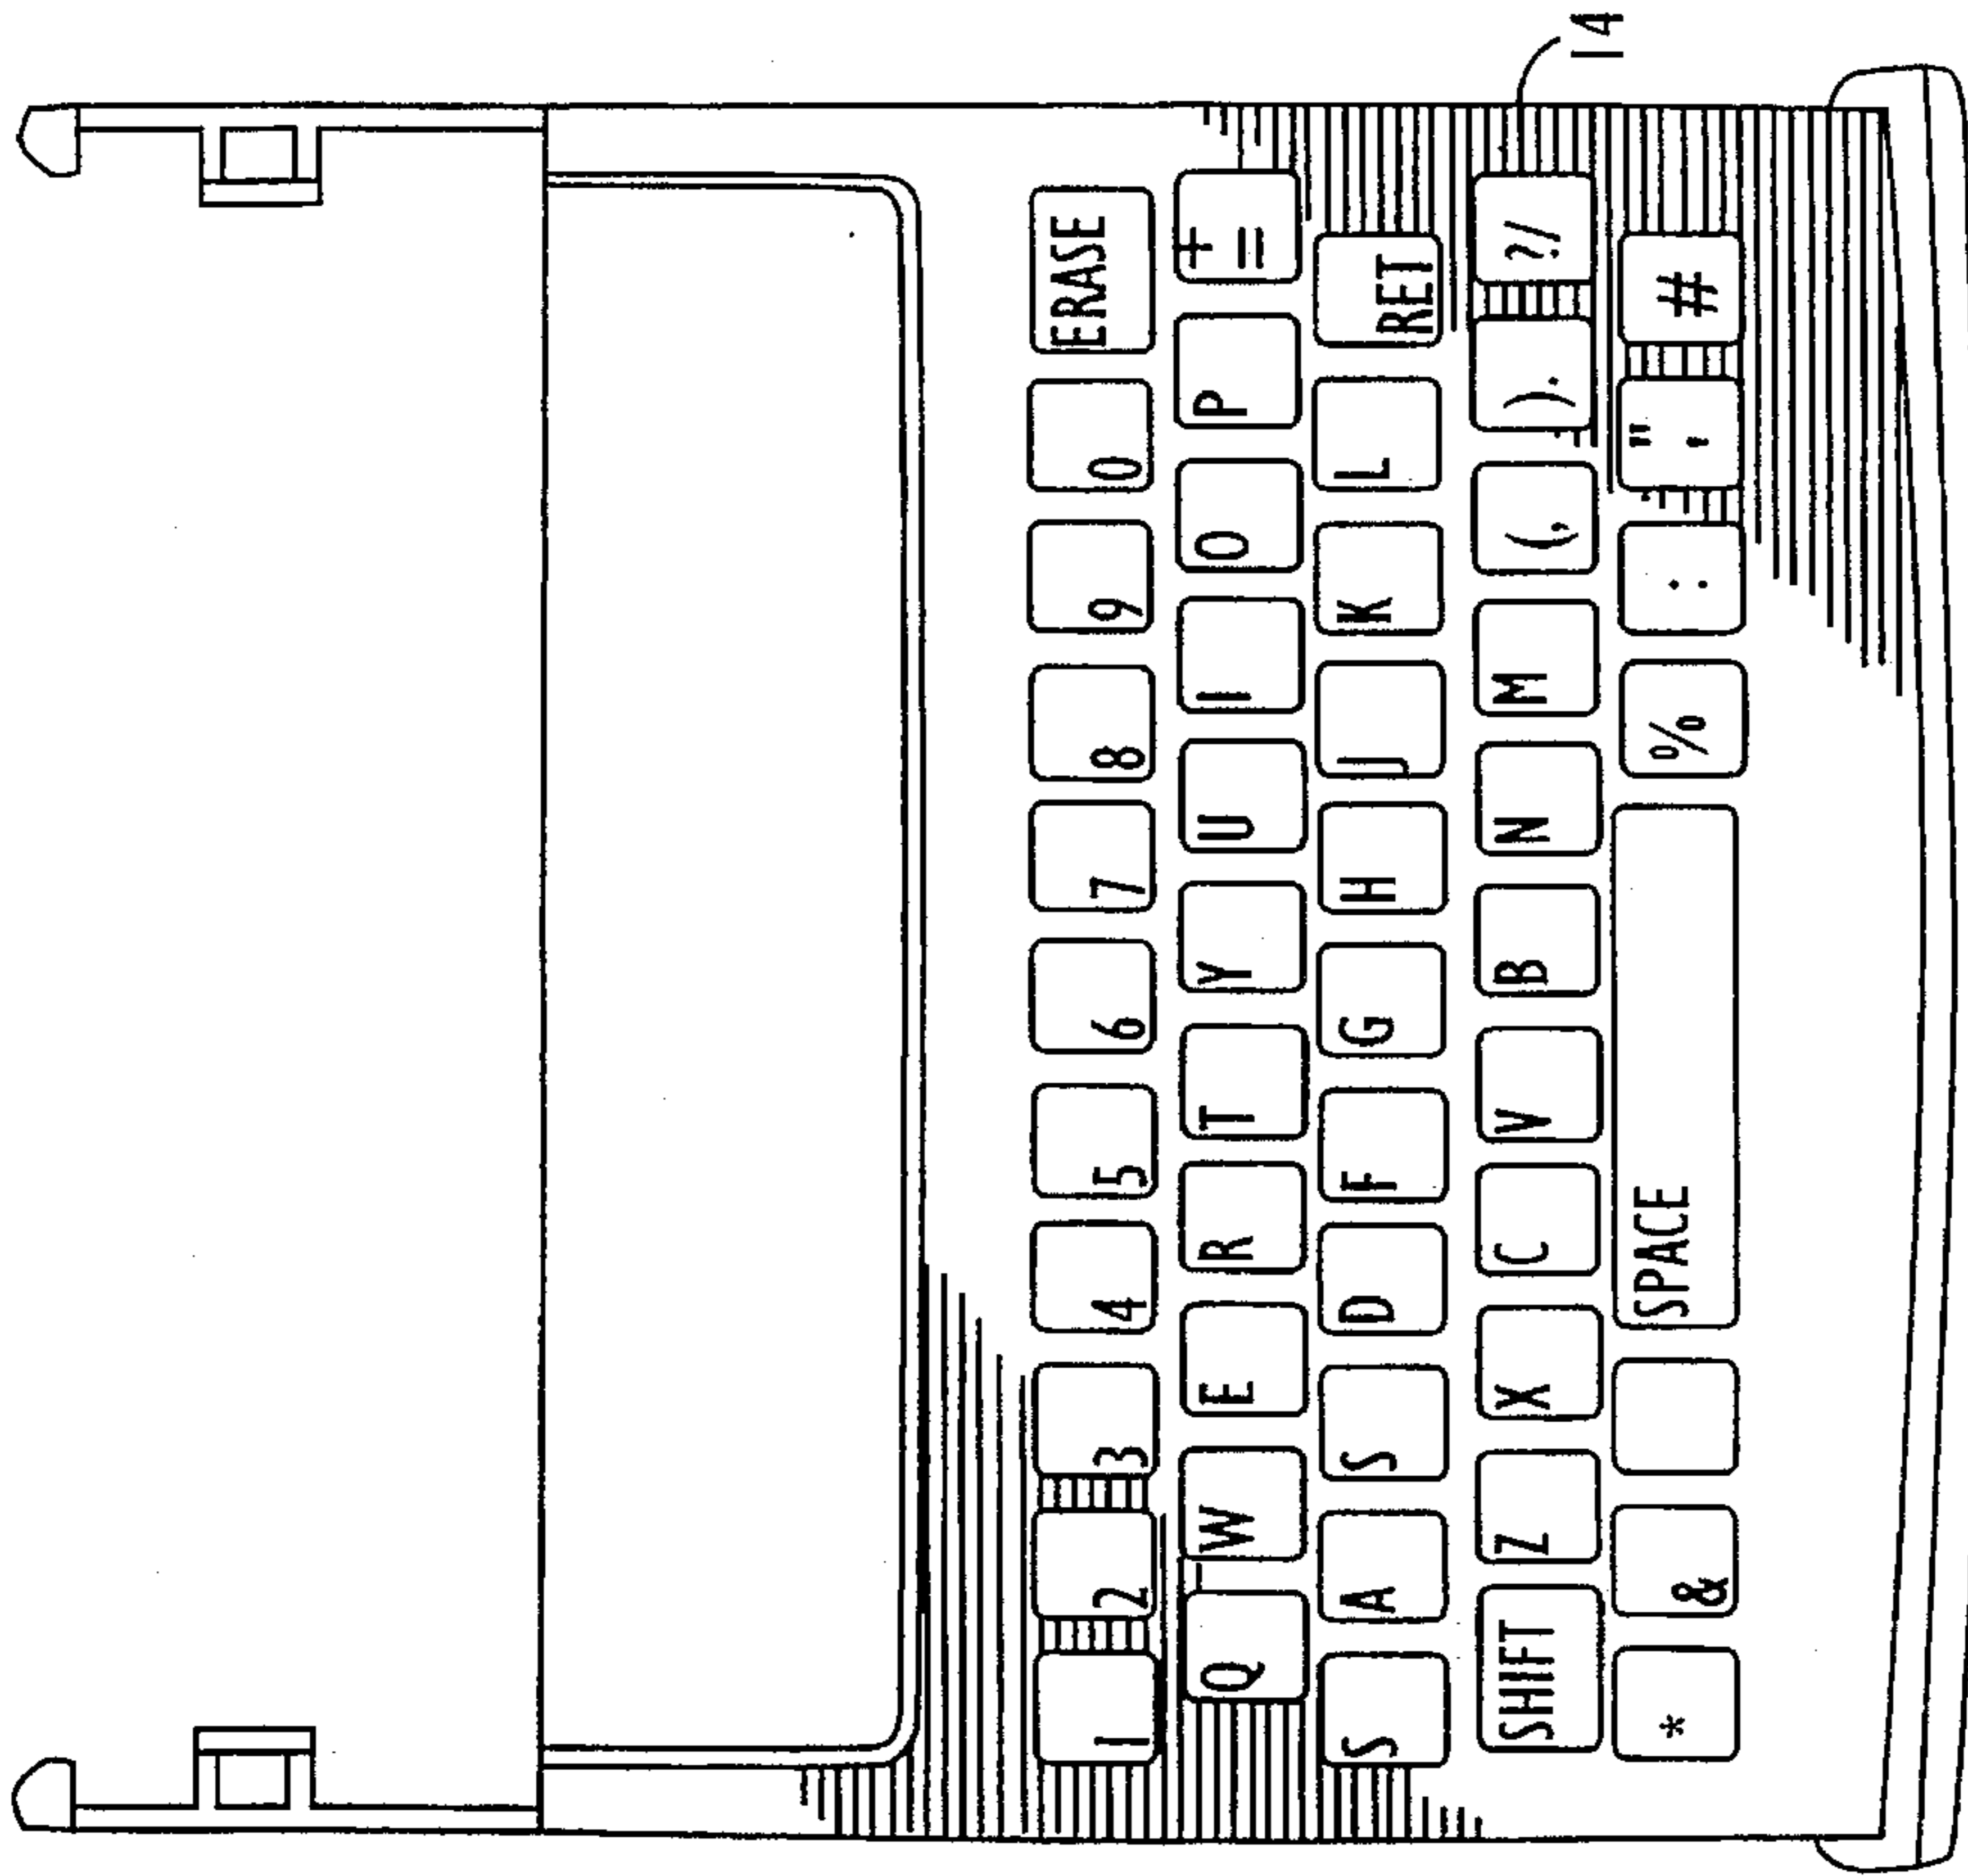 1 2 3 4 5 6 7 8 9 0 ERASE
Q W E R T Y U I O P + =
S A S D F G H J K L RET
SHIFT Z X C V B N M (, ). ?/
* & SPACE % : " ' #
14